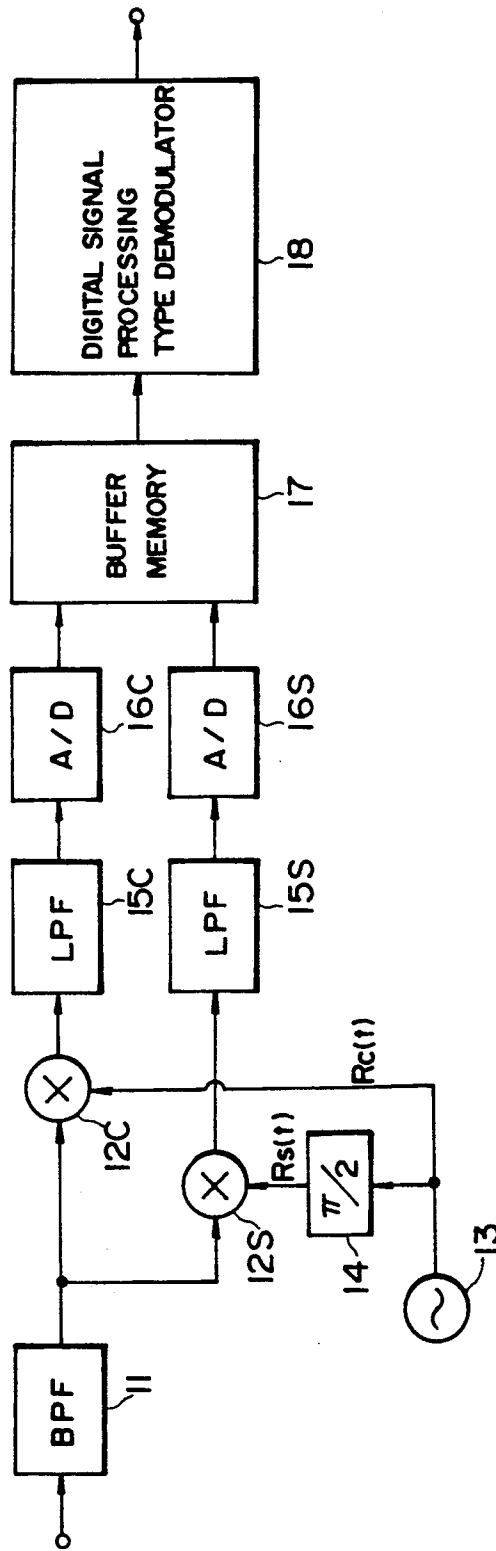 BPF
11
12C
12S
Rs(t)
Rc(t)
π/2
14
13
LPF
15C
LPF
15S
A/D
16C
A/D
16S
BUFFER
MEMORY
17
DIGITAL SIGNAL
PROCESSING
TYPE DEMODULATOR
18